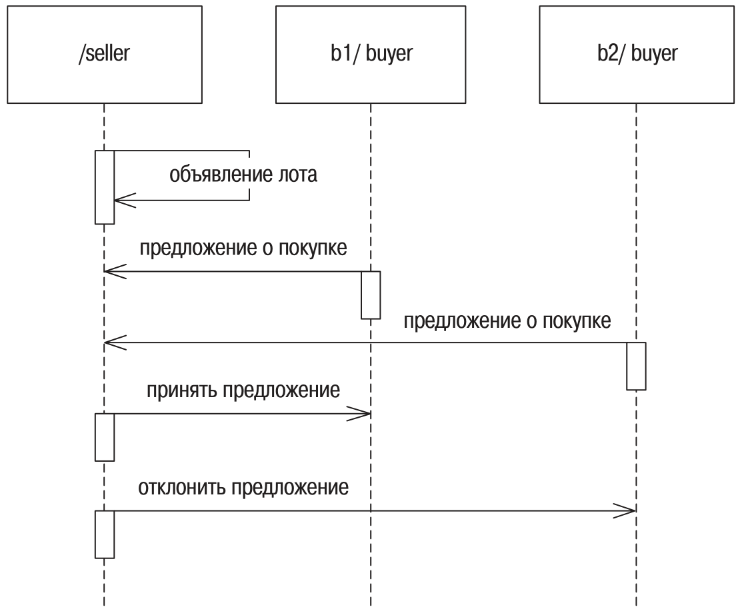 /seller
b1/ buyer
b2/ buyer
объявление лота
предложение о покупке
предложение о покупке
принять предложение
отклонить предложение